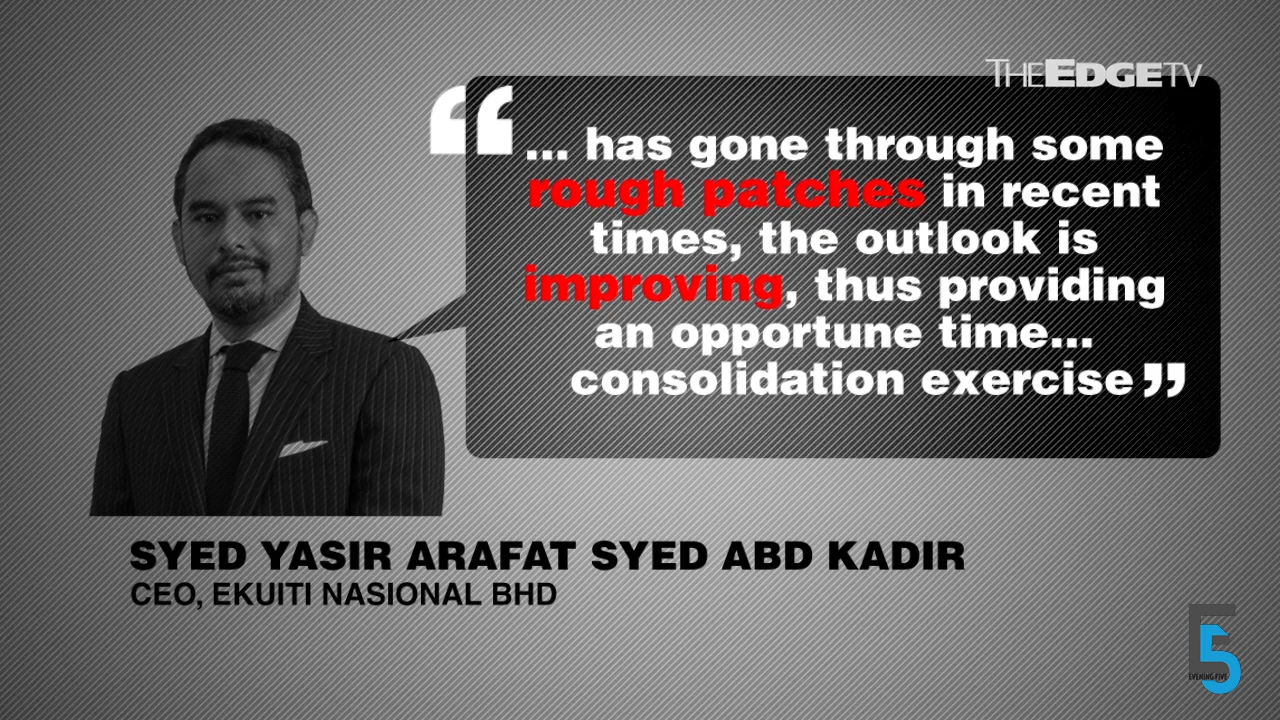 THEEDGETV
“... has gone through some
rough patches in recent
times, the outlook is
improving, thus providing
an opportune time...
consolidation exercise”
SYED YASIR ARAFAT SYED ABD KADIR
CEO, EKUITI NASIONAL BHD
E5
EVENING FIVE